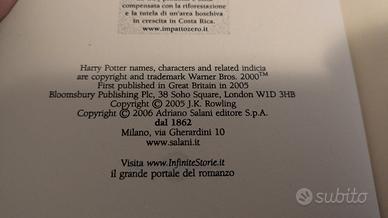 compensata con la riforestazione
e la tutela di un'area boschiva
in crescita in Costa Rica.
www.impattozero.it
Harry Potter names, characters and related indicia
are copyright and trademark Warner Bros. 2000™
First published in Great Britain in 2005
Bloomsbury Publishing Plc, 38 Soho Square, London W1D 3HB
Copyright © 2005 J.K. Rowling
Copyright © 2006 Adriano Salani editore S.p.A.
dal 1862
Milano, via Gherardini 10
www.salani.it
Visita www.InfiniteStorie.it
il grande portale del romanzo
subito